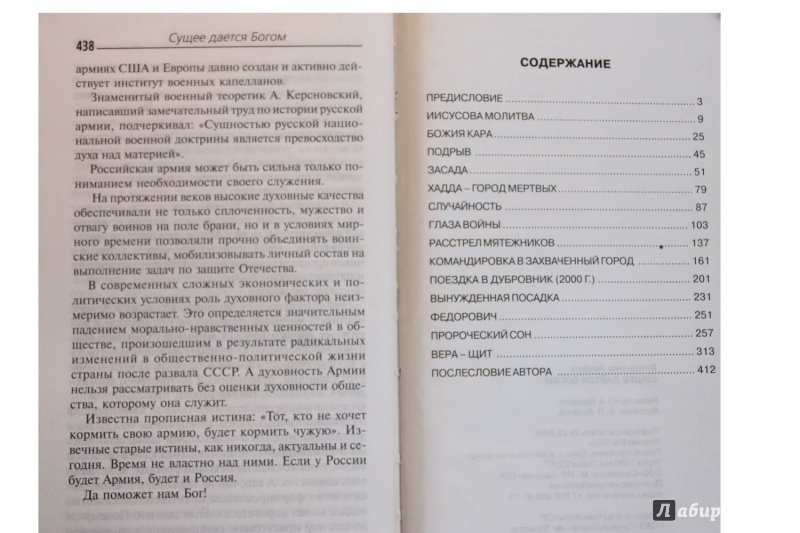 438 Сущее дается Богом
армиях США и Европы давно создан и активно дей-
ствует институт военных капелланов.
Знаменитый военный теоретик А. Керсновский,
написавший замечательный труд по истории русской
армии, подчеркивал: «Сущностью русской нацио-
нальной военной доктрины является превосходство
духа над материей».
Российская армия может быть сильна только по-
ниманием необходимости своего служения.
На протяжении веков высокие духовные качества
обеспечивали не только сплоченность, мужество и
отвагу воинов на поле брани, но и в условиях мир-
ного времени позволяли прочно объединять воин-
ские коллективы, мобилизовывать личный состав на
выполнение задач по защите Отечества.
В современных сложных экономических и по-
литических условиях роль духовного фактора неиз-
меримо возрастает. Это определяется значительным
падением морально-нравственных ценностей в об-
ществе, произошедшим в результате радикальных
изменений в общественно-политической жизни
страны после развала СССР. А духовность Армии
нельзя рассматривать без оценки духовности обще-
ства, которому она служит.
Известна прописная истина: «Тот, кто не хочет
кормить свою армию, будет кормить чужую». Из-
вечные старые истины, как никогда, актуальны и се-
годня. Время не властно над ними. Если у России
будет Армия, будет и Россия.
Да поможет нам Бог!
СОДЕРЖАНИЕ
ПРЕДИСЛОВИЕ 3
ИИСУСОВА МОЛИТВА 9
БОЖИЯ КАРА 25
ПОДРЫВ 45
ЗАСАДА 51
ХАДДА – ГОРОД МЕРТВЫХ 79
СЛУЧАЙНОСТЬ 87
ГЛАЗА ВОЙНЫ 103
РАССТРЕЛ МЯТЕЖНИКОВ 137
КОМАНДИРОВКА В ЗАХВАЧЕННЫЙ ГОРОД 161
ПОЕЗДКА В ДУБРОВНИК (2000 Г.) 201
ВЫНУЖДЕННАЯ ПОСАДКА 231
ФЕДОРОВИЧ 251
ПРОРОЧЕСКИЙ СОН 257
ВЕРА – ЩИТ 313
ПОСЛЕСЛОВИЕ АВТОРА 412
Лабиринт.ру